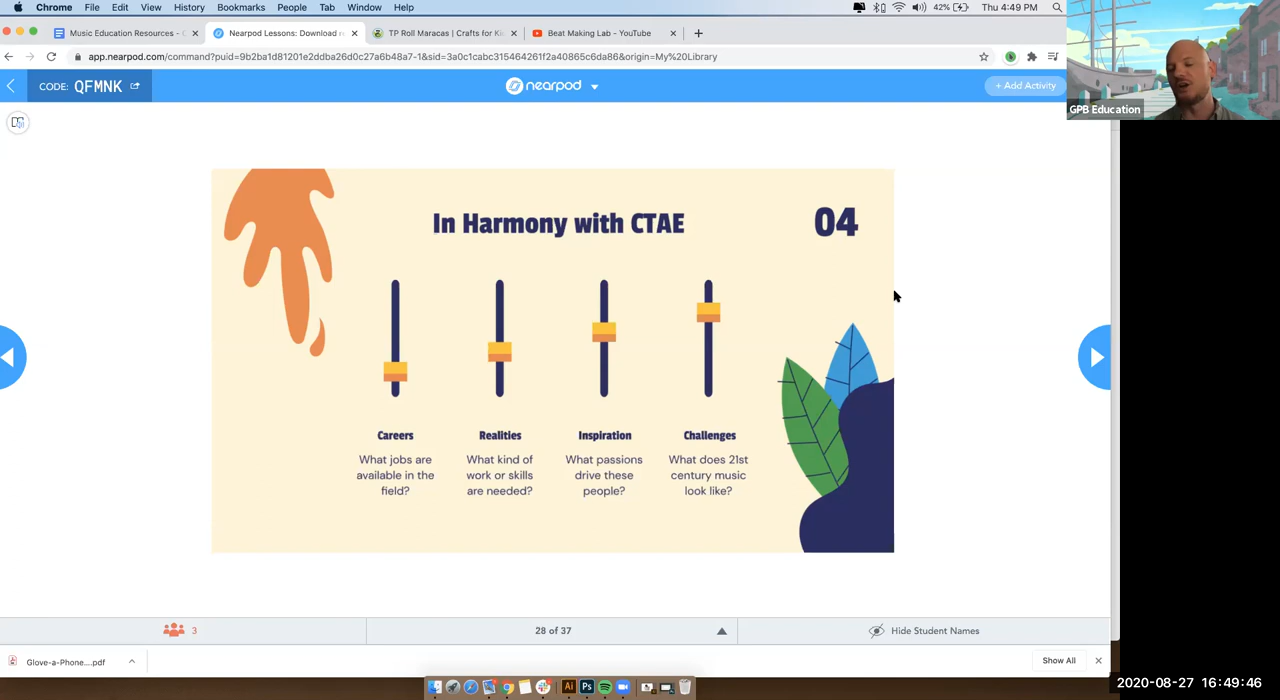 Chrome File Edit View History Bookmarks People Tab Window Help
42% Thu 4:49 PM
Music Education Resources - C
Nearpod Lessons: Download r
TP Roll Maracas | Crafts for Ki
Beat Making Lab - YouTube
app.nearpod.com/command?puid=9b2ba1d81201e2ddba26d0c27a6b48a7-1&sid=3a0c1cabc315464261f2a40865c6da86&origin=My%20Library
CODE: QFMNK
nearpod
+ Add Activity
GPB Education
In Harmony with CTAE
04
Careers
What jobs are
available in the
field?
Realities
What kind of
work or skills
are needed?
Inspiration
What passions
drive these
people?
Challenges
What does 21st
century music
look like?
3
28 of 37
Hide Student Names
Glove-a-Phone....pdf
Show All
Ai
Ps
2020-08-27 16:49:46